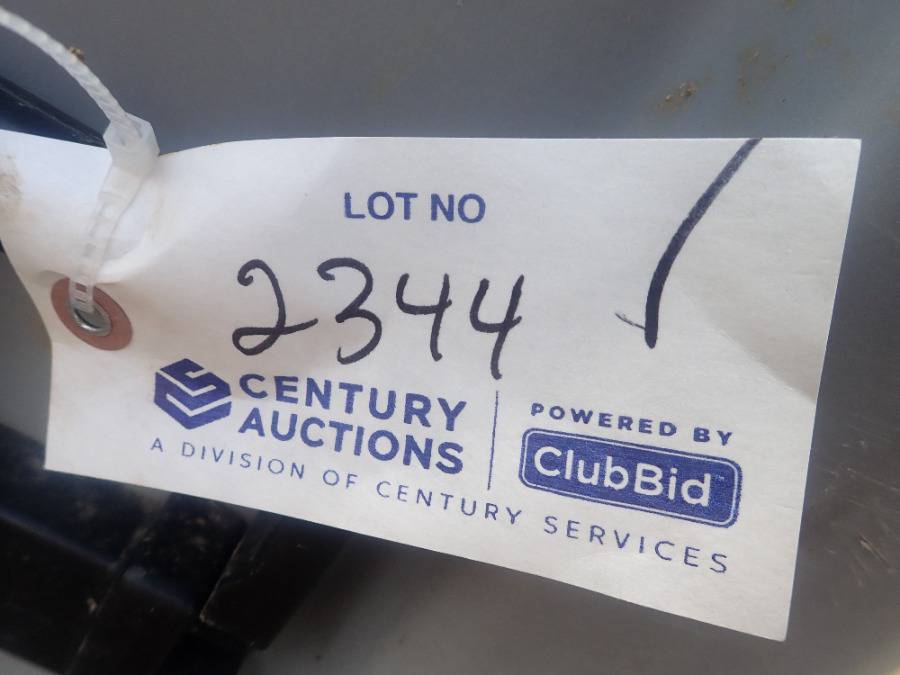 LOT NO
2344
CENTURY
AUCTIONS
A DIVISION OF CENTURY SERVICES
POWERED BY
ClubBid